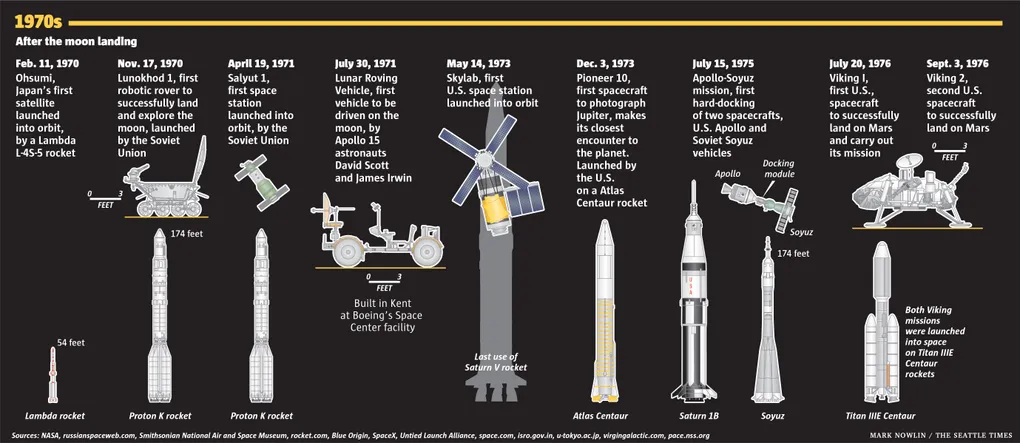 1970s
After the moon landing
Feb. 11, 1970
Ohsumi,
Japan's first
satellite
launched
into orbit,
by a Lambda
L-4S-5 rocket
Nov. 17, 1970
Lunokhod 1, first
robotic rover to
successfully land
and explore the
moon, launched
by the Soviet
Union
April 19, 1971
Salyut 1,
first space
station
launched into
orbit, by the
Soviet Union
July 30, 1971
Lunar Roving
Vehicle, first
vehicle to be
driven on the
moon, by
Apollo 15
astronauts
David Scott
and James Irwin
May 14, 1973
Skylab, first
U.S. space station
launched into orbit
Dec. 3, 1973
Pioneer 10,
first spacecraft
to photograph
Jupiter, makes
its closest
encounter to
the planet.
Launched by
the U.S.
on a Atlas
Centaur rocket
July 15, 1975
Apollo-Soyuz
mission, first
hard-docking
of two spacecrafts,
U.S. Apollo and
Soviet Soyuz
vehicles
July 20, 1976
Viking I,
first U.S.,
spacecraft
to successfully
land on Mars
and carry out
its mission
Sept. 3, 1976
Viking 2,
second U.S.
spacecraft
to successfully
land on Mars
0 3
FEET
0 3
FEET
Apollo
Docking
module
Soyuz
0 3
FEET
Built in Kent
at Boeing's Space
Center facility
174 feet
174 feet
54 feet
USA
Last use of
Saturn V rocket
Both Viking
missions
were launched
into space
on Titan IIIE
Centaur
rockets
Lambda rocket
Proton K rocket
Proton K rocket
Atlas Centaur
Saturn 1B
Soyuz
Titan IIIE Centaur
Sources: NASA, russianspaceweb.com, Smithsonian National Air and Space Museum, rocket.com, Blue Origin, SpaceX, Untied Launch Alliance, space.com, isro.gov.in, u-tokyo.ac.jp, virgingalactic.com, pace.nss.org
MARK NOWLIN / THE SEATTLE TIMES